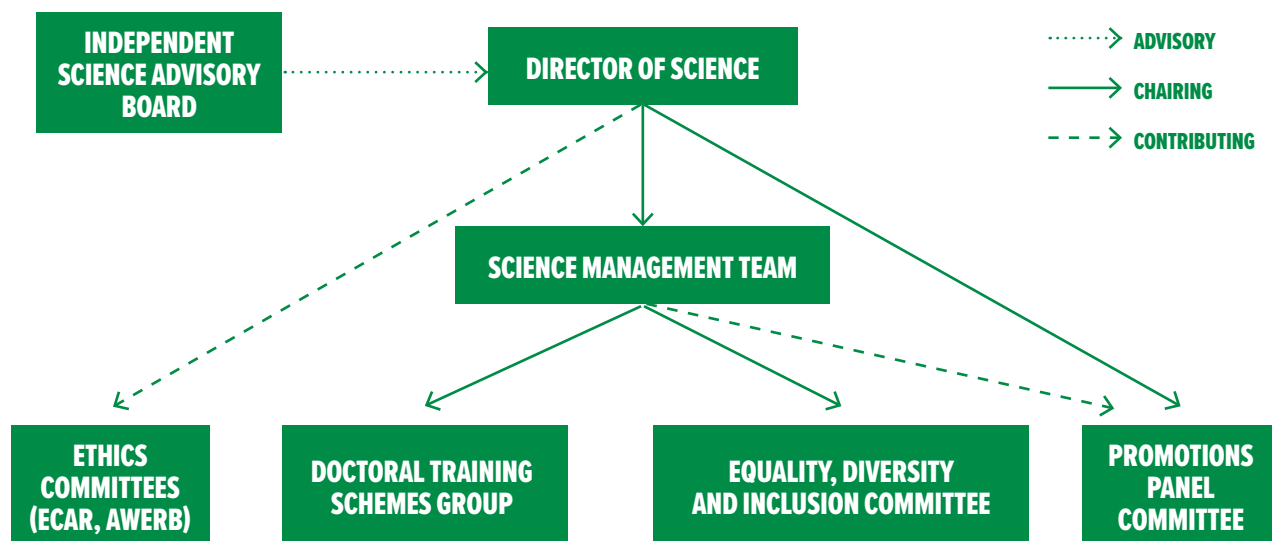 INDEPENDENT
SCIENCE ADVISORY
BOARD
DIRECTOR OF SCIENCE
ADVISORY
CHAIRING
CONTRIBUTING
SCIENCE MANAGEMENT TEAM
ETHICS
COMMITTEES
(ECAR, AWERB)
DOCTORAL TRAINING
SCHEMES GROUP
EQUALITY, DIVERSITY
AND INCLUSION COMMITTEE
PROMOTIONS
PANEL
COMMITTEE